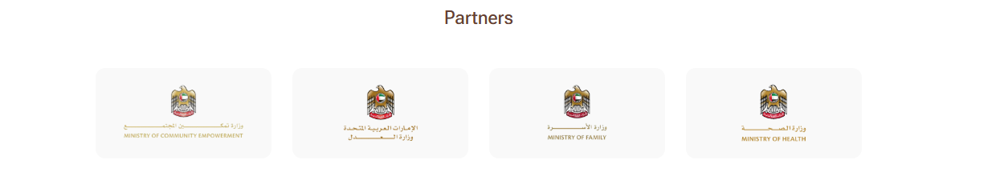 Partners
وزارة تمكين المجتمع
MINISTRY OF COMMUNITY EMPOWERMENT
الإمارات العربية المتحدة
وزارة العدل
وزارة الأسرة
MINISTRY OF FAMILY
وزارة الصحة
MINISTRY OF HEALTH